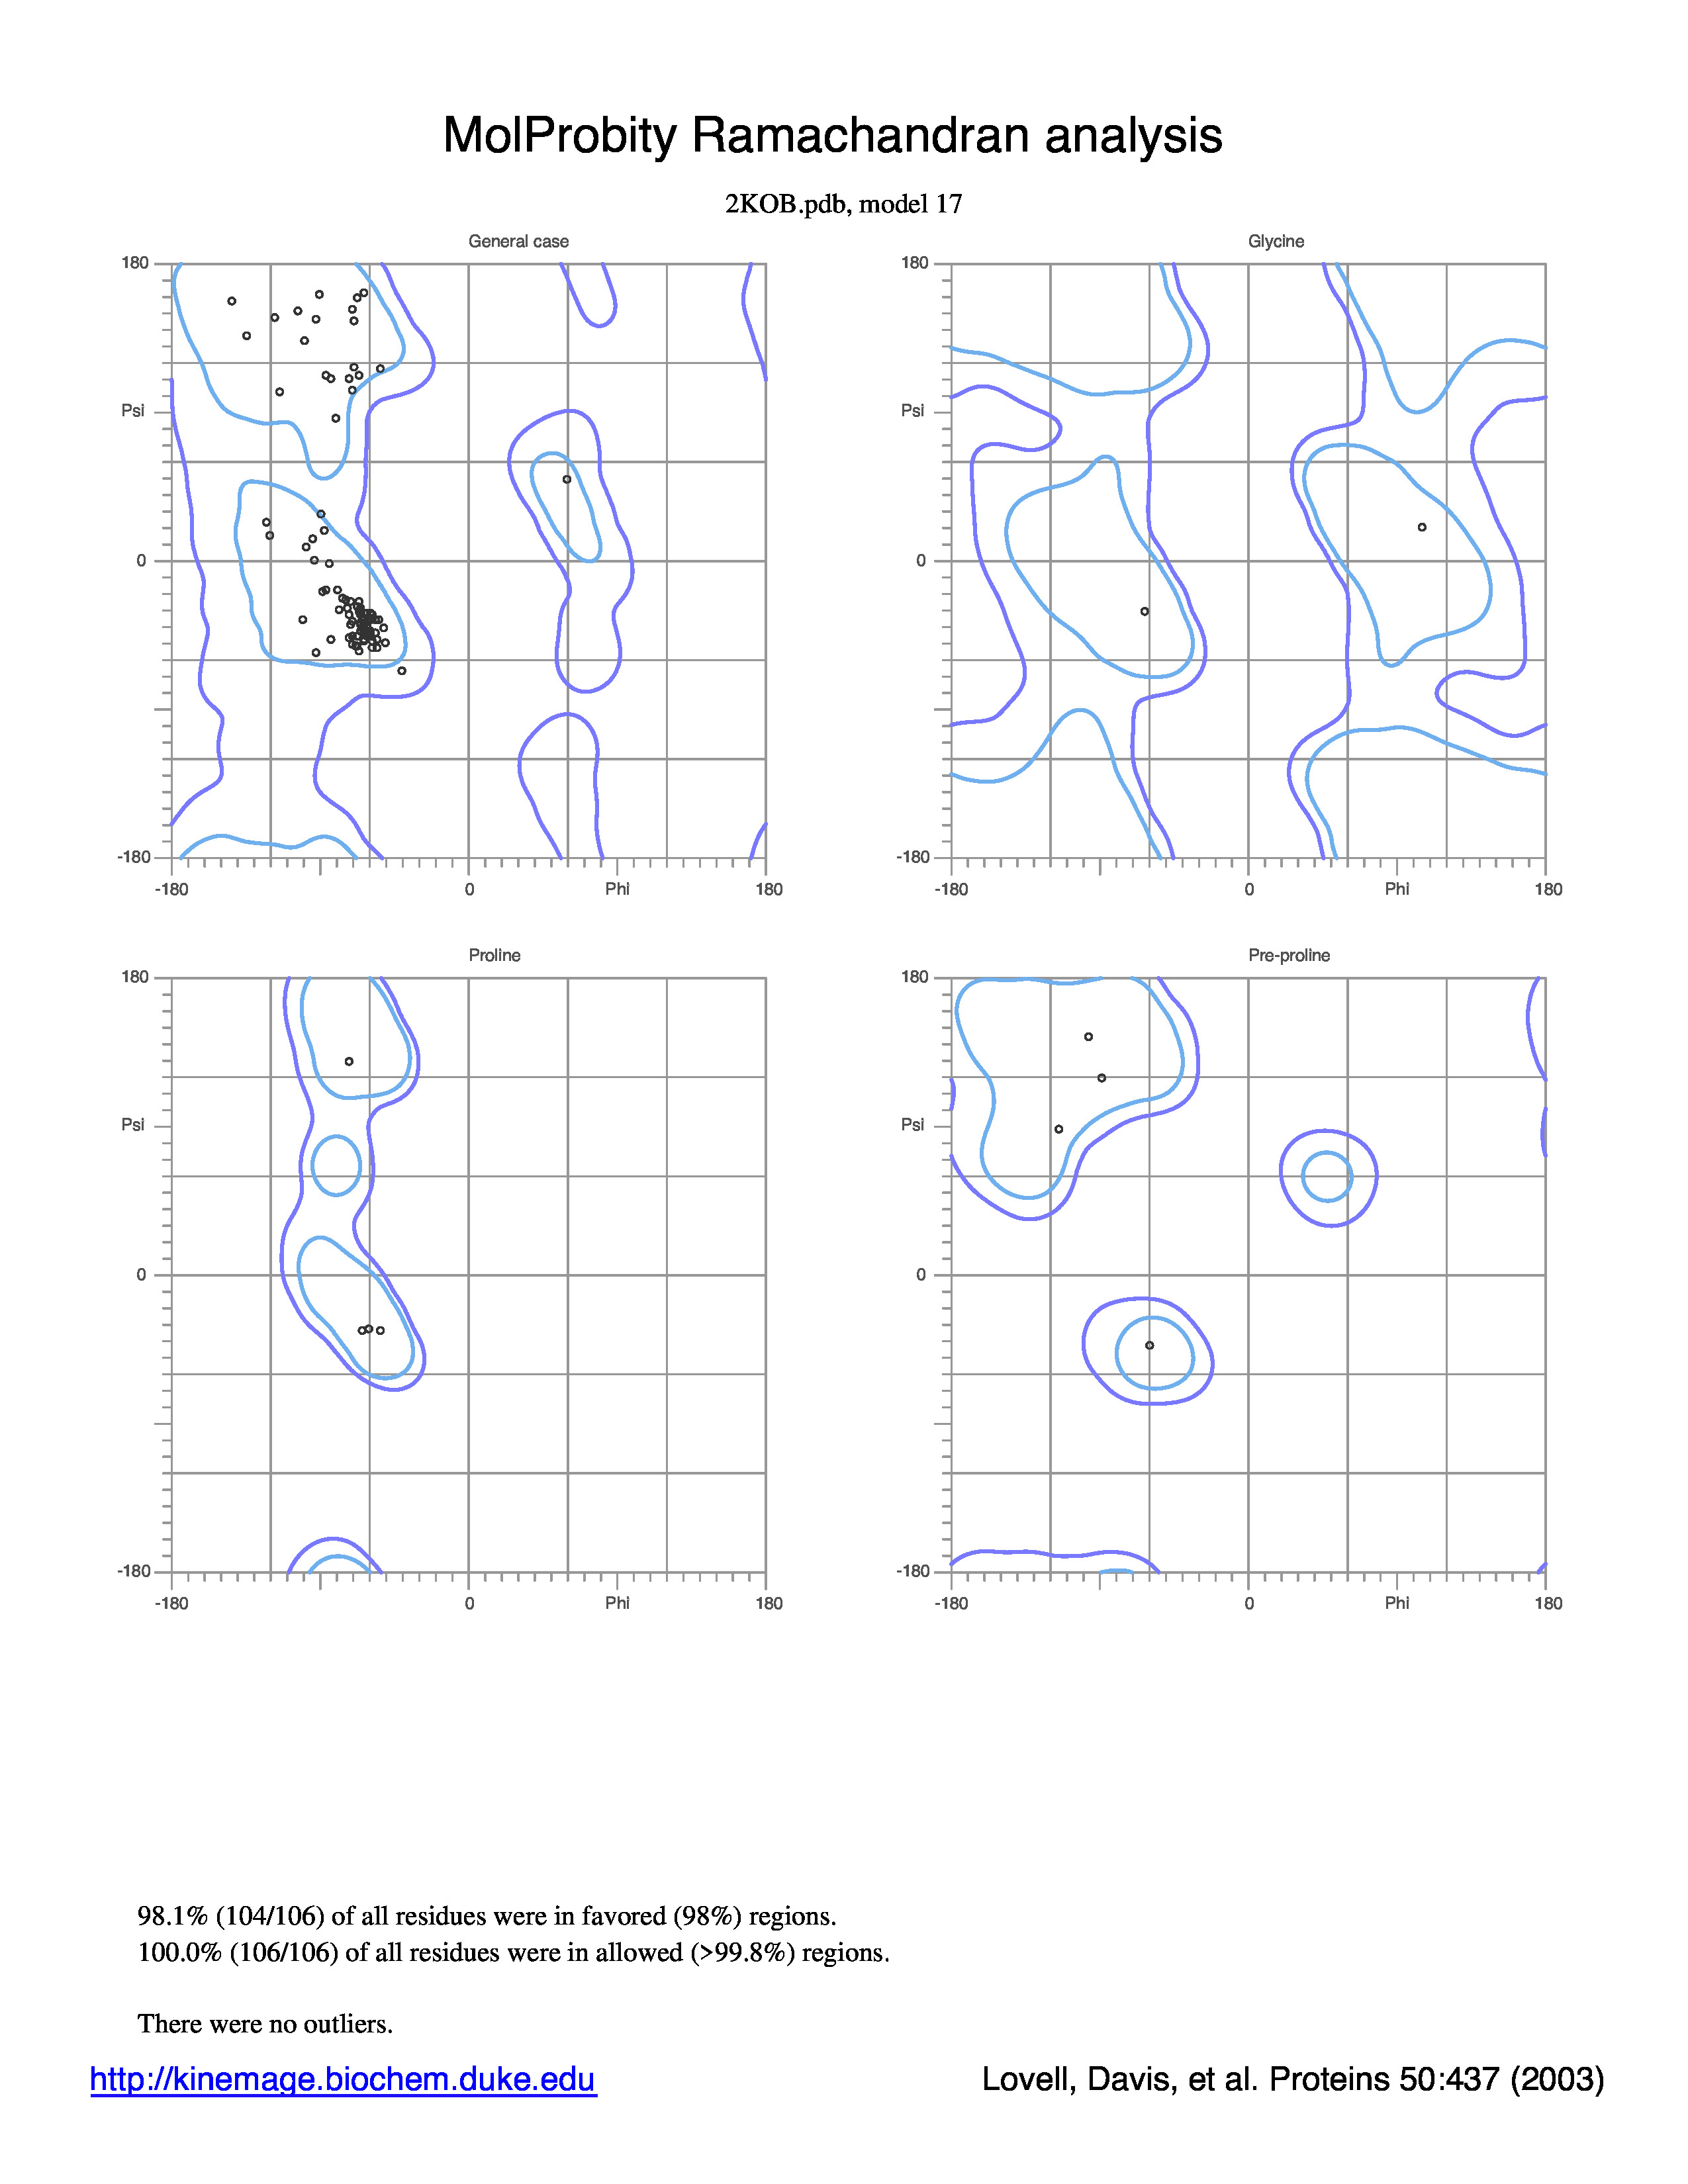 MolProbity Ramachandran analysis
2KOB.pdb, model 17
General case
180
Psi
0
-180
-180
0
Phi
180
Glycine
180
Psi
0
-180
-180
0
Phi
180
Proline
180
Psi
0
-180
-180
0
Phi
180
Pre-proline
180
Psi
0
-180
-180
0
Phi
180
98.1% (104/106) of all residues were in favored (98%) regions.
100.0% (106/106) of all residues were in allowed (>99.8%) regions.
There were no outliers.
http://kinemage.biochem.duke.edu
Lovell, Davis, et al. Proteins 50:437 (2003)